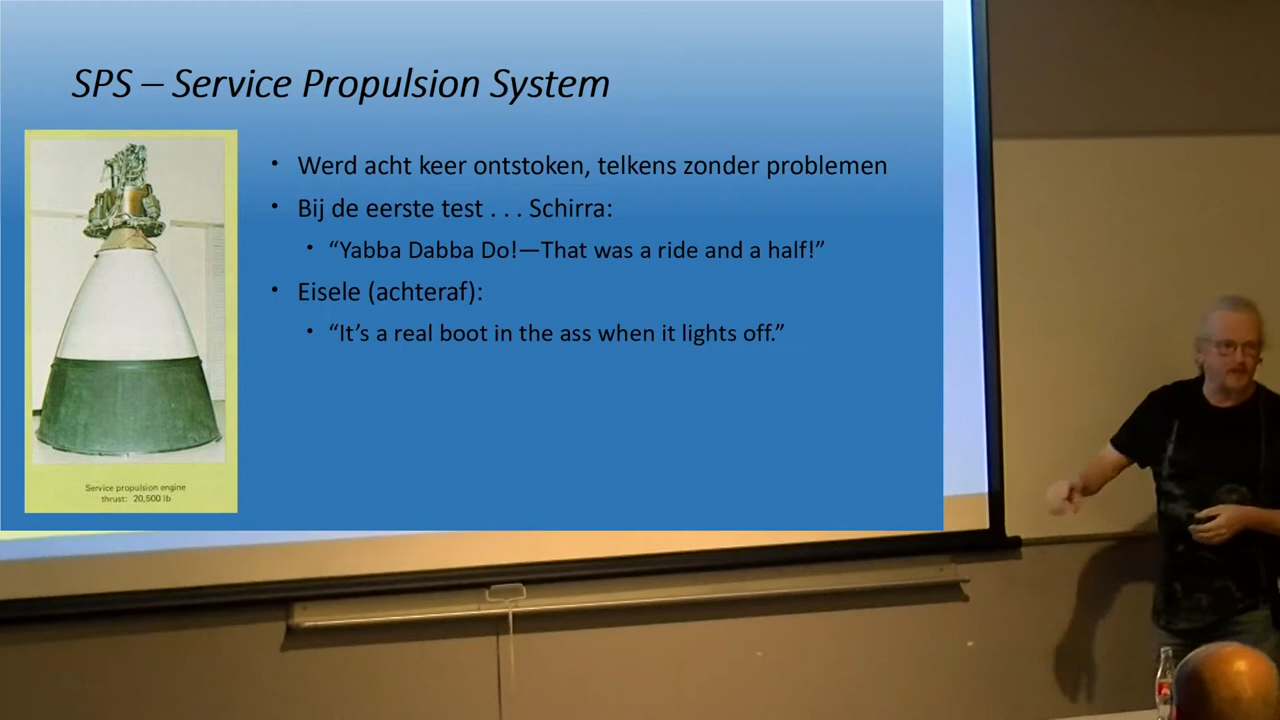 SPS – Service Propulsion System
• Werd acht keer ontstoken, telkens zonder problemen
• Bij de eerste test . . . Schirra:
• “Yabba Dabba Do!—That was a ride and a half!”
• Eisele (achteraf):
• “It’s a real boot in the ass when it lights off.”
Service propulsion engine
thrust: 20,500 lb